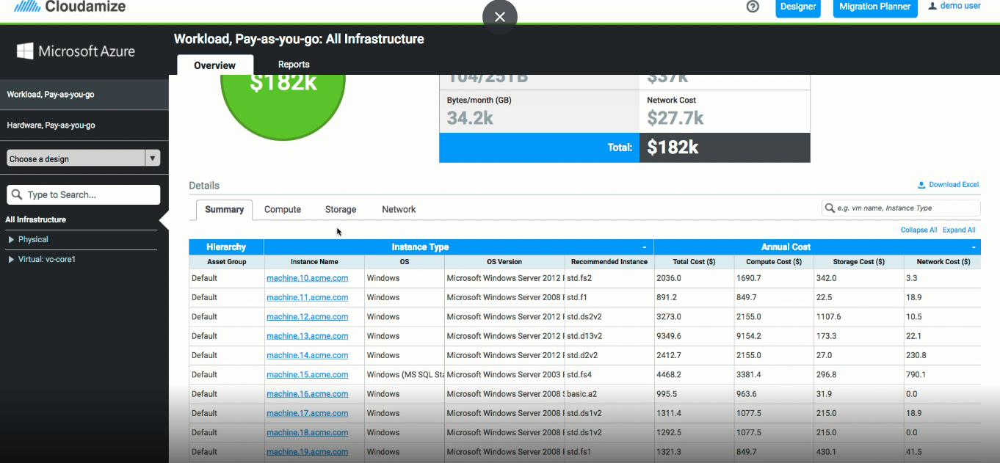 Cloudamize
? Designer Migration Planner demo user
Microsoft Azure
Workload, Pay-as-you-go: All Infrastructure
Overview Reports
Workload, Pay-as-you-go
Hardware, Pay-as-you-go
Choose a design
Type to Search...
All Infrastructure
Physical
Virtual: vc-core1
$182k
104/251B $37k
Bytes/month (GB) Network Cost
34.2k $27.7k
Total: $182k
Details Download Excel
Summary Compute Storage Network e.g. vm name, Instance Type
Collapse All Expand All
Hierarchy Instance Type - Annual Cost -
Asset Group Instance Name OS OS Version Recommended Instance Total Cost ($) Compute Cost ($) Storage Cost ($) Network Cost ($)
Default machine.10.acme.com Windows Microsoft Windows Server 2012 std.fs2 2036.0 1690.7 342.0 3.3
Default machine.11.acme.com Windows Microsoft Windows Server 2008 std.f1 891.2 849.7 22.5 18.9
Default machine.12.acme.com Windows Microsoft Windows Server 2012 std.ds2v2 3273.0 2155.0 1107.6 10.5
Default machine.13.acme.com Windows Microsoft Windows Server 2012 std.d13v2 9349.6 9154.2 173.3 22.1
Default machine.14.acme.com Windows Microsoft Windows Server 2012 std.d2v2 2412.7 2155.0 27.0 230.8
Default machine.15.acme.com Windows (MS SQL Sta Microsoft Windows Server 2003 std.fs4 4468.2 3381.4 296.8 790.1
Default machine.16.acme.com Windows Microsoft Windows Server 2008 basic.a2 995.5 963.6 31.9 0.0
Default machine.17.acme.com Windows Microsoft Windows Server 2008 std.ds1v2 1311.4 1077.5 215.0 18.9
Default machine.18.acme.com Windows Microsoft Windows Server 2008 std.ds1v2 1292.5 1077.5 215.0 0.0
Default machine.19.acme.com Windows Microsoft Windows Server 2008 std.fs1 1321.3 849.7 430.1 41.5